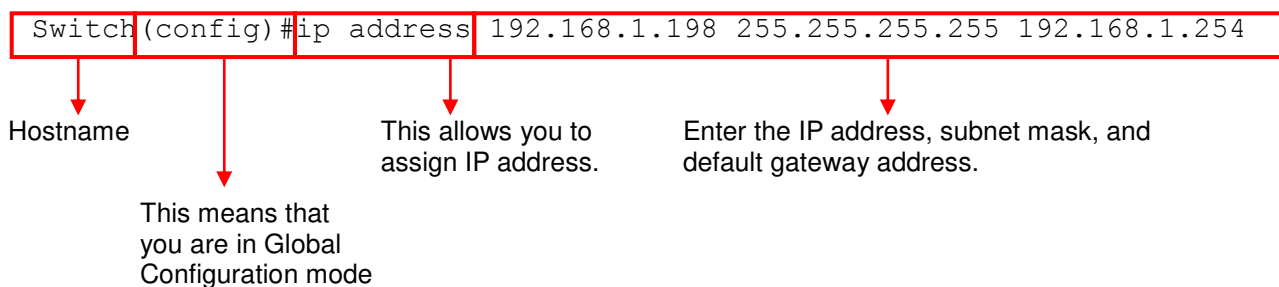 Switch(config)#ip address 192.168.1.198 255.255.255.255 192.168.1.254
Hostname
This allows you to
assign IP address.
Enter the IP address, subnet mask, and
default gateway address.
This means that
you are in Global
Configuration mode